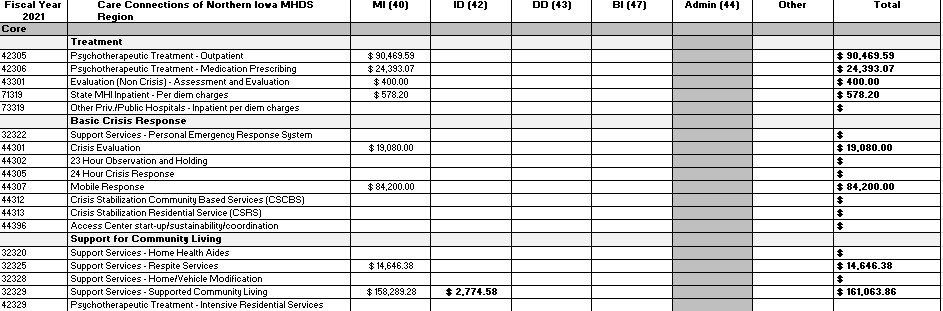 Fiscal Year 2021 Care Connections of Northern Iowa MHDS Region MI (40) ID (42) DD (43) BI (47) Admin (44) Other Total
Core
Treatment
42305 Psychotherapeutic Treatment - Outpatient $ 90,469.59 $ 90,469.59
42306 Psychotherapeutic Treatment - Medication Prescribing $ 24,393.07 $ 24,393.07
43301 Evaluation (Non Crisis) - Assessment and Evaluation $ 400.00 $ 400.00
71319 State MHI Inpatient - Per diem charges $ 578.20 $ 578.20
73319 Other Priv./Public Hospitals - Inpatient per diem charges $
Basic Crisis Response
32322 Support Services - Personal Emergency Response System $
44301 Crisis Evaluation $ 19,080.00 $ 19,080.00
44302 23 Hour Observation and Holding $
44305 24 Hour Crisis Response $
44307 Mobile Response $ 84,200.00 $ 84,200.00
44312 Crisis Stabilization Community Based Services (CSCBS) $
44313 Crisis Stabilization Residential Service (CSRS) $
44396 Access Center start-up/sustainability/coordination $
Support for Community Living
32320 Support Services - Home Health Aides $
32325 Support Services - Respite Services $ 14,646.38 $ 14,646.38
32328 Support Services - Home/Vehicle Modification $
32329 Support Services - Supported Community Living $ 158,289.28 $ 2,774.58 $ 161,063.86
42329 Psychotherapeutic Treatment - Intensive Residential Services